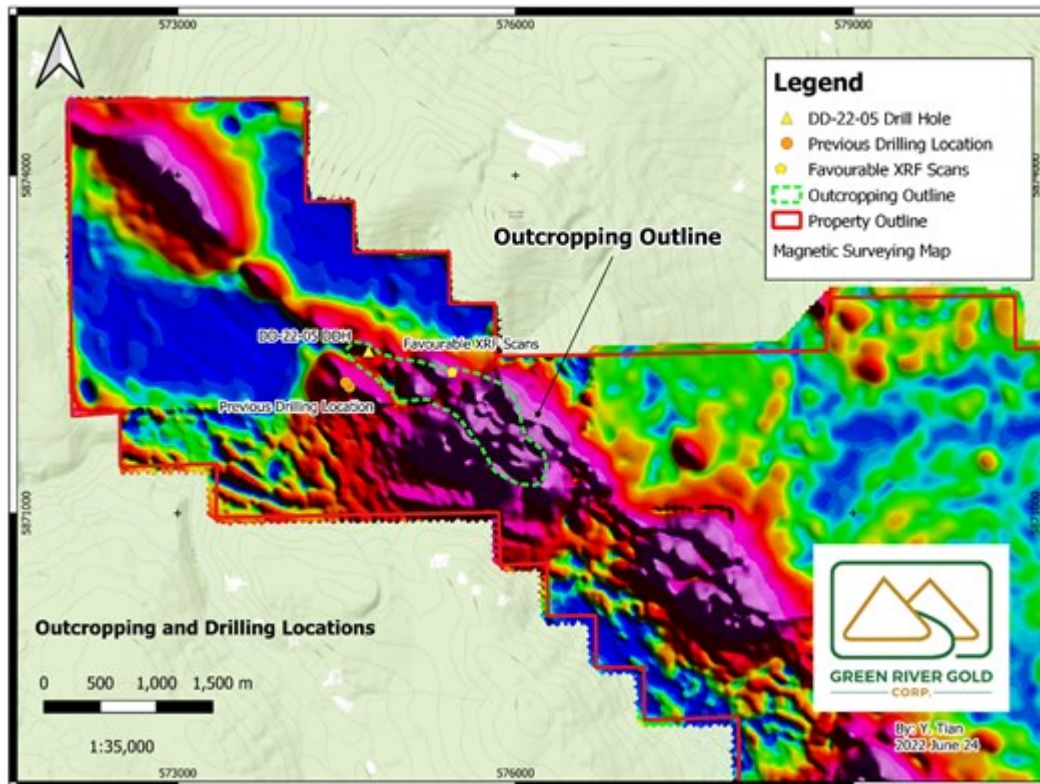 573000
576000
579000
Legend
DD-22-05 Drill Hole
Previous Drilling Location
Favourable XRF Scans
Outcropping Outline
Property Outline
Magnetic Surveying Map
5874000
5874000
Outcropping Outline
DD-22-05 DDH
Favourable XRF Scans
Previous Drilling Location
5871000
5871000
Outcropping and Drilling Locations
0 500 1,000 1,500 m
1:35,000
GREEN RIVER GOLD
CORP.
By: Y. Tian
2022 June 24
573000
576000